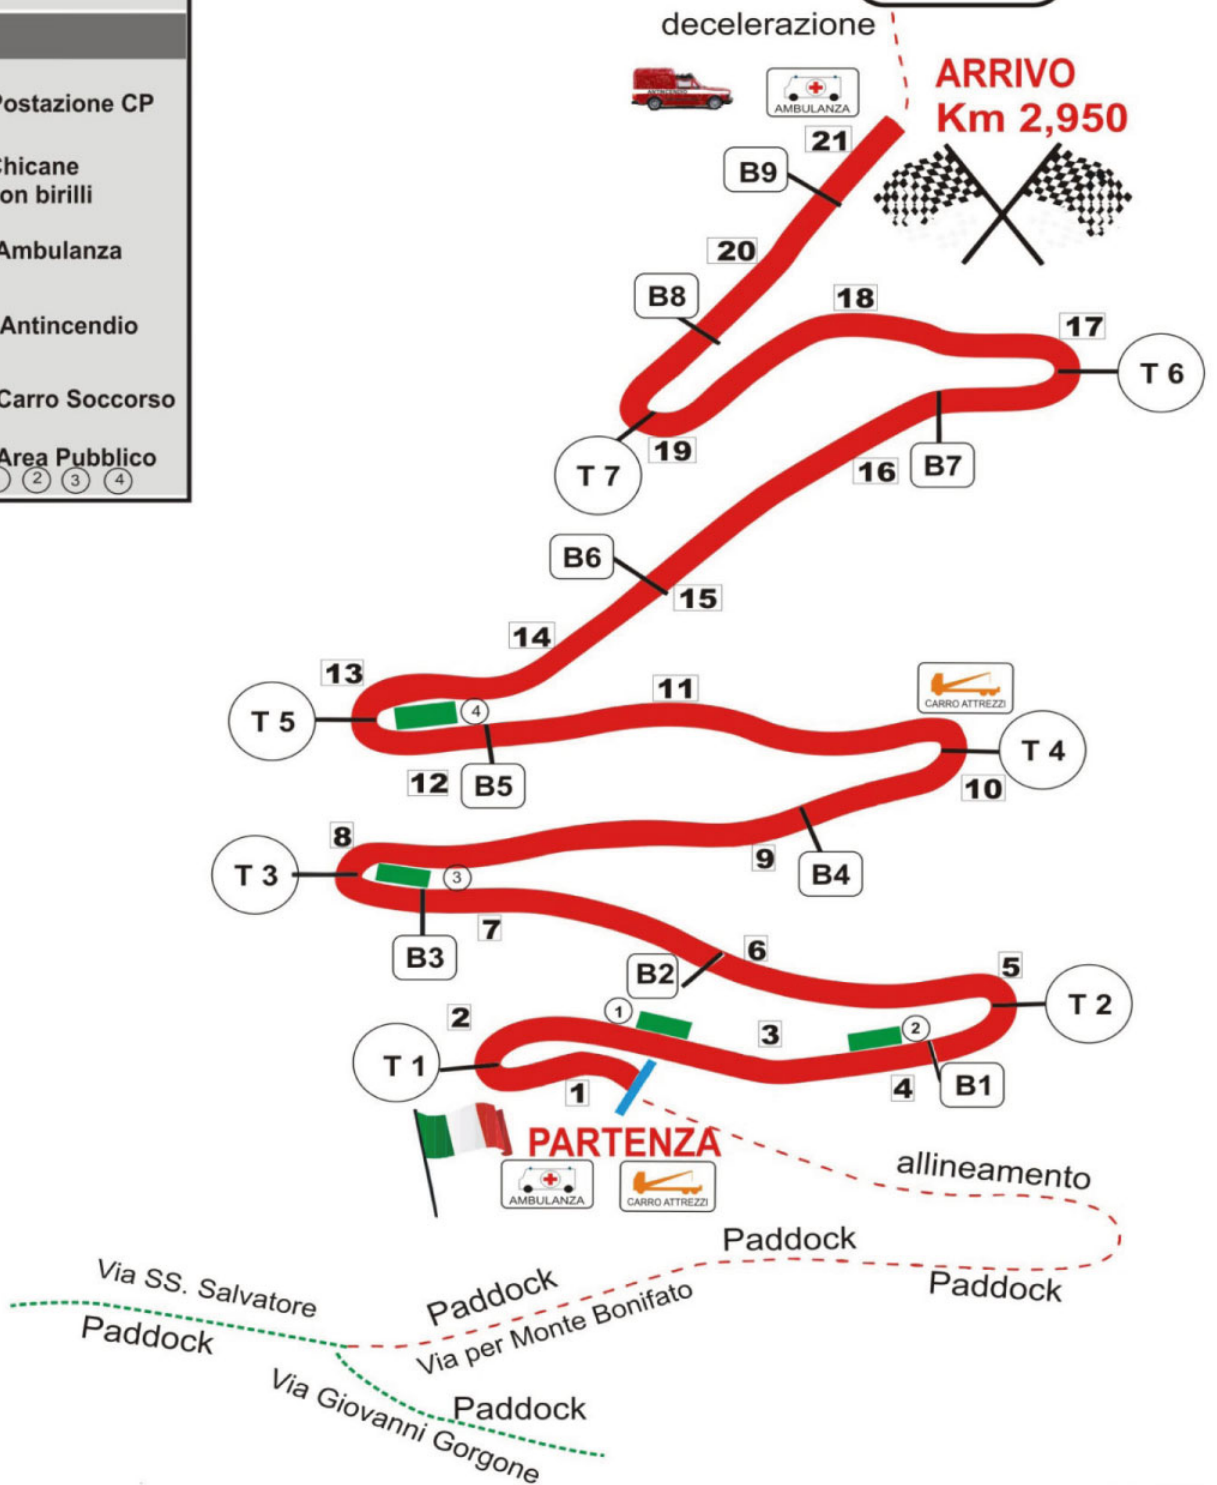 decelerazione
ARRIVO
Km 2,950
ANTINCENDIO
AMBULANZA
Postazione CP
Chicane
on birilli
Ambulanza
Antincendio
Carro Soccorso
Area Pubblico
2 3 4
21
B9
20
B8
18
17
T 6
19
T 7
16
B7
B6
15
14
13
T 5
4
11
CARRO ATTREZZI
T 4
12
B5
10
8
T 3
3
9
B4
7
B3
6
B2
5
T 2
2
1
3
2
T 1
1
4
B1
PARTENZA
AMBULANZA
CARRO ATTREZZI
allineamento
Paddock
Paddock
Paddock
Via per Monte Bonifato
Via SS. Salvatore
Paddock
Via Giovanni Gorgone
Paddock